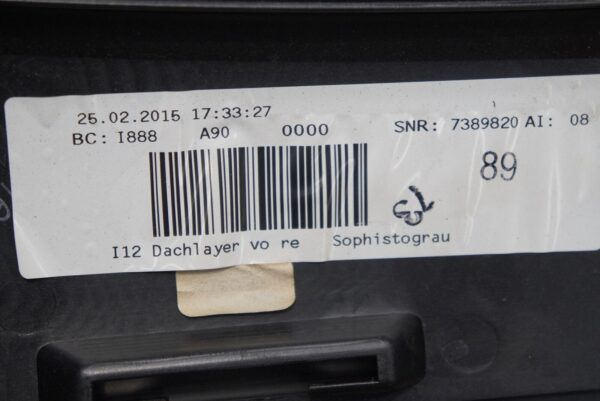 25.02.2015 17:33:27
BC: I888 A90 0000 SNR: 7389820 AI: 08
89
I12 Dachlayer vo re Sophistograu